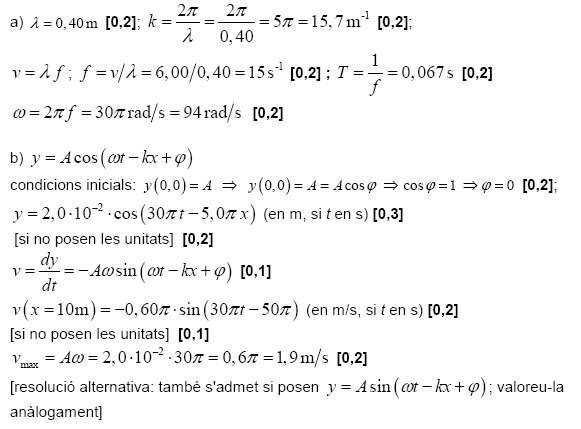 a) λ = 0,40 m [0,2]; k = 2π/λ = 2π/0,40 = 5π = 15,7 m⁻¹ [0,2];
v = λ f ; f = v/λ = 6,00/0,40 = 15 s⁻¹ [0,2] ; T = 1/f = 0,067 s [0,2]
ω = 2π f = 30π rad/s = 94 rad/s [0,2]
b) y = A cos(ωt − kx + φ)
condicions inicials: y(0,0) = A ⇒ y(0,0) = A = A cos φ ⇒ cos φ = 1 ⇒ φ = 0 [0,2];
y = 2,0·10⁻² · cos(30π t − 5,0π x) (en m, si t en s) [0,3]
[si no posen les unitats] [0,2]
v = dy/dt = −Aω sin(ωt − kx + φ) [0,1]
v(x = 10m) = −0,60π · sin(30πt − 50π) (en m/s, si t en s) [0,2]
[si no posen les unitats] [0,1]
vmax = Aω = 2,0·10⁻² · 30π = 0,6π = 1,9 m/s [0,2]
[resolució alternativa: també s'admet si posen y = A sin(ωt − kx + φ); valoreu-la
anàlogament]